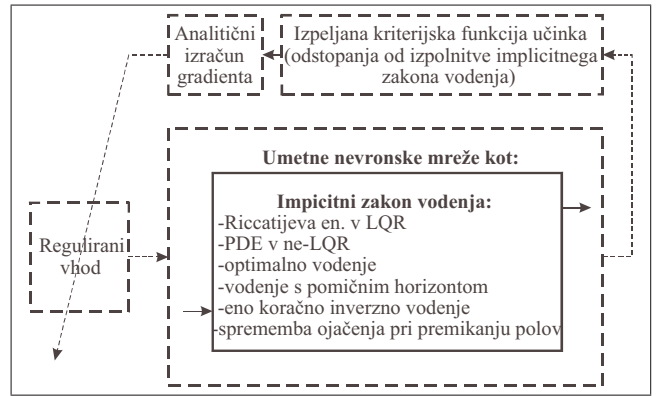 Analitični
izračun
gradienta
Izpeljana kriterijska funkcija učinka
(odstopanja od izpolnitve implicitnega
zakona vodenja)
Umetne nevronske mreže kot:
Impicitni zakon vodenja:
-Riccatijeva en. v LQR
-PDE v ne-LQR
-optimalno vodenje
-vodenje s pomičnim horizontom
-eno koračno inverzno vodenje
-sprememba ojačenja pri premikanju polov
Regulirani
vhod